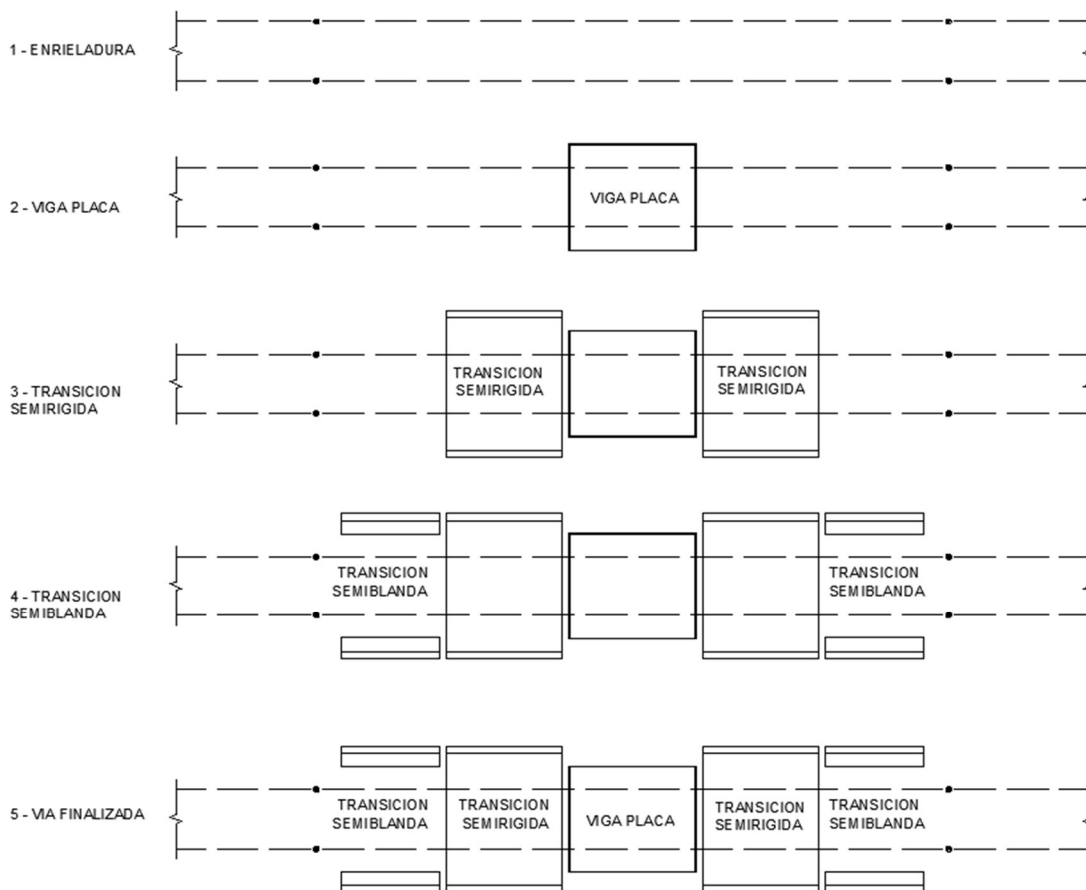 1 - ENRIELADURA
2 - VIGA PLACA
VIGA PLACA
3 - TRANSICION
SEMIRIGIDA
TRANSICION
SEMIRIGIDA
TRANSICION
SEMIRIGIDA
4 - TRANSICION
SEMIBLANDA
TRANSICION
SEMIBLANDA
TRANSICION
SEMIBLANDA
5 - VIA FINALIZADA
TRANSICION
SEMIBLANDA
TRANSICION
SEMIRIGIDA
VIGA PLACA
TRANSICION
SEMIRIGIDA
TRANSICION
SEMIBLANDA